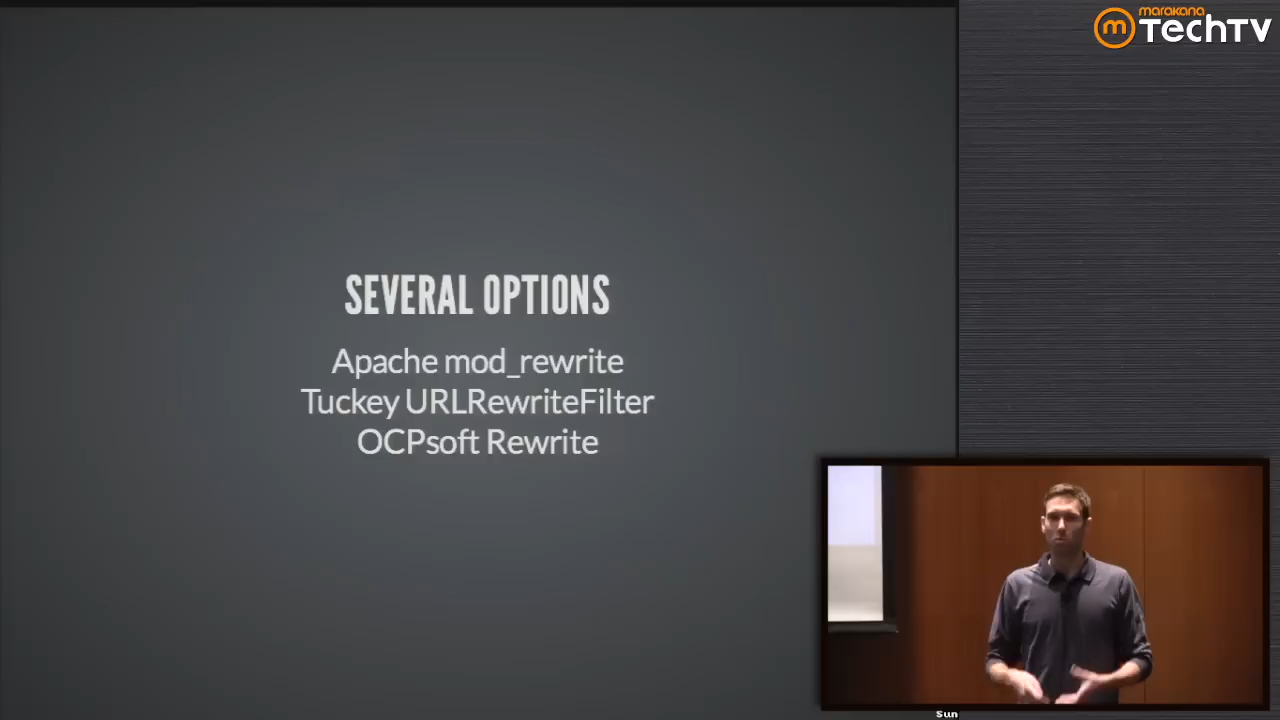 marakana
TechTV
SEVERAL OPTIONS
Apache mod_rewrite
Tuckey URLRewriteFilter
OCPsoft Rewrite
Sun